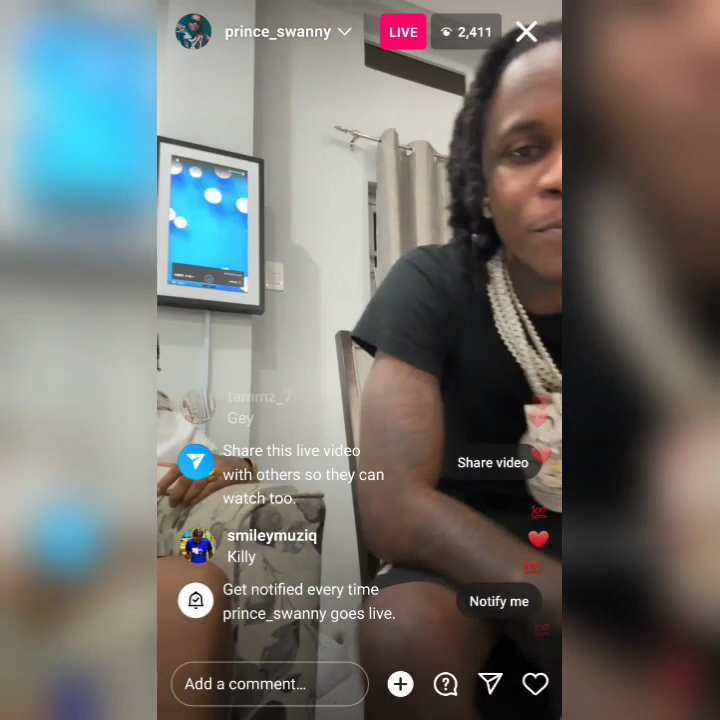 prince_swanny
LIVE
2,411
tammz_7
Gey
Share this live video
with others so they can
watch too.
Share video
smileymuziq
Killy
Get notified every time
prince_swanny goes live.
Notify me
Add a comment...